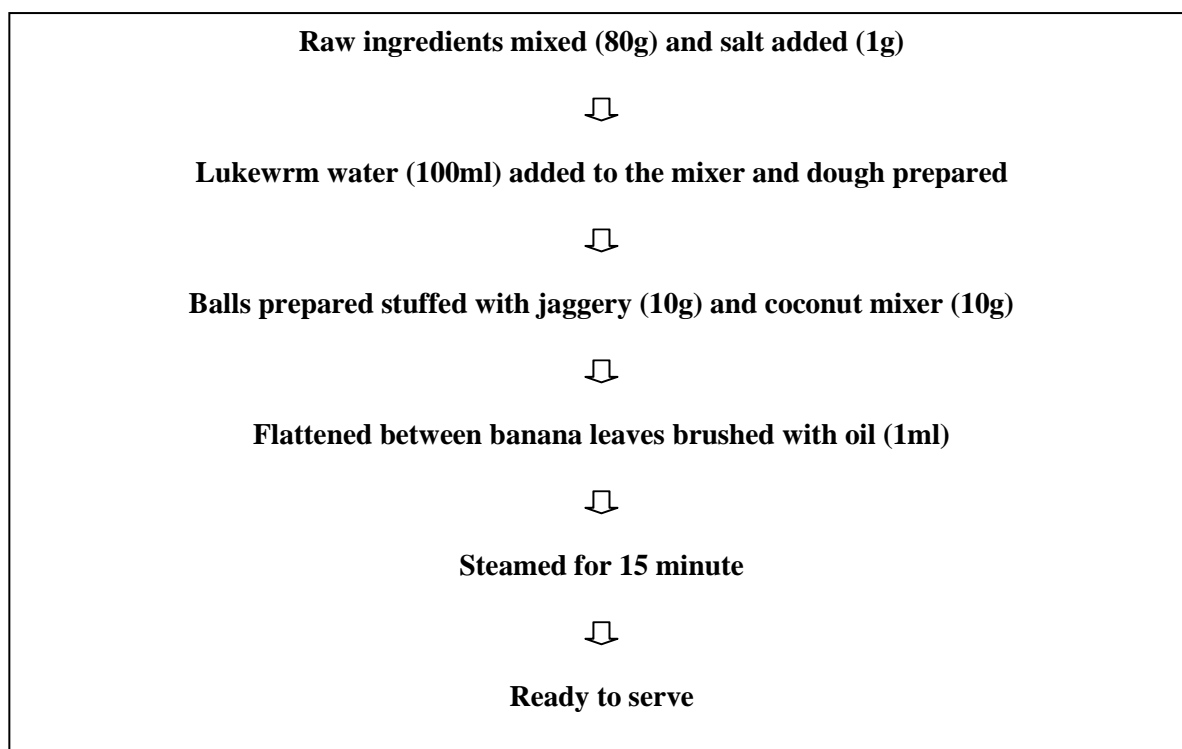 Raw ingredients mixed (80g) and salt added (1g)
Lukewrm water (100ml) added to the mixer and dough prepared
Balls prepared stuffed with jaggery (10g) and coconut mixer (10g)
Flattened between banana leaves brushed with oil (1ml)
Steamed for 15 minute
Ready to serve